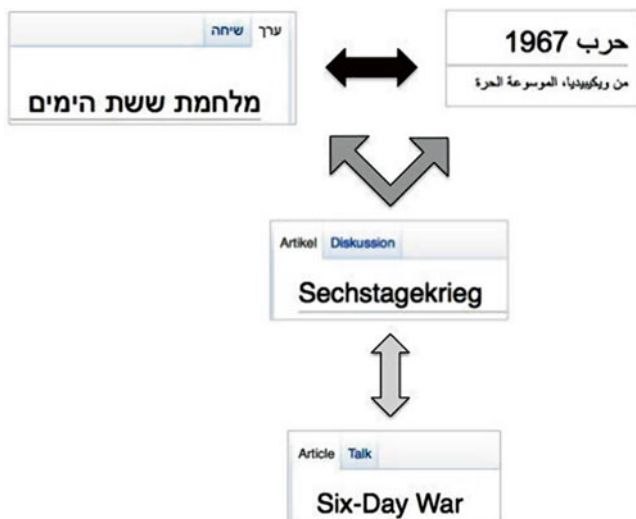 ערך שיחה
מלחמת ששת הימים
حرب 1967
من ويكيبيديا، الموسوعة الحرة
Artikel Diskussion
Sechstagekrieg
Article Talk
Six-Day War